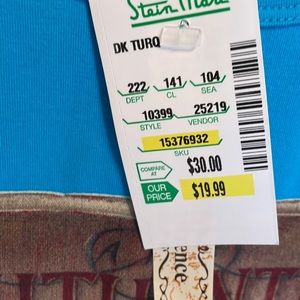 Stein Mart
DK TURQ
222 141 104
DEPT CL SEA
10399 25219
STYLE VENDOR
15376932
SKU
COMPARE AT $30.00
OUR PRICE $19.99
ence